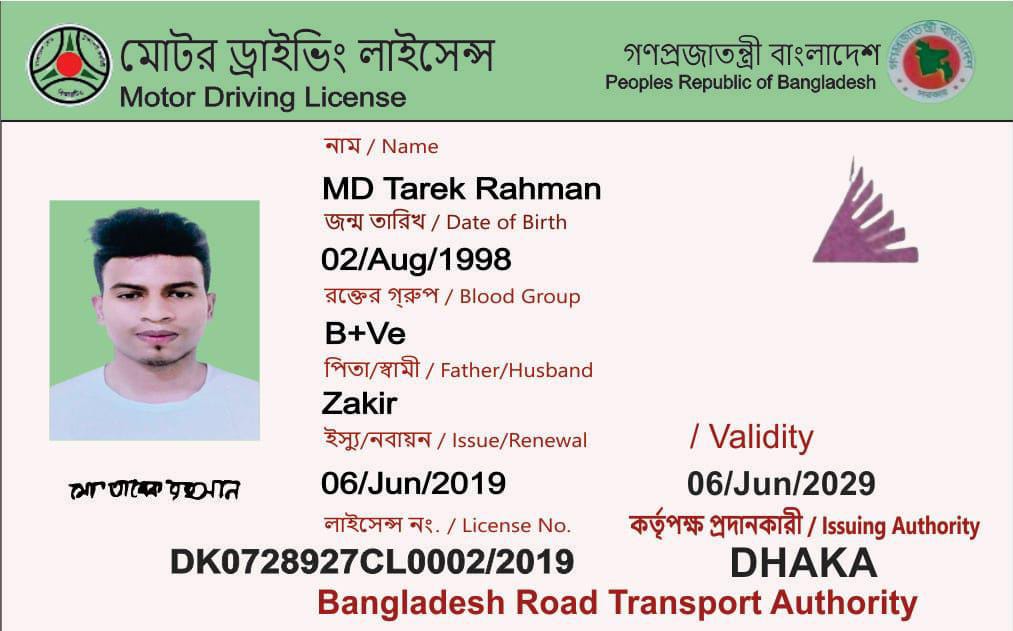 মোটর ড্রাইভিং লাইসেন্স
Motor Driving License
গণপ্রজাতন্ত্রী বাংলাদেশ
Peoples Republic of Bangladesh
নাম / Name
MD Tarek Rahman
জন্ম তারিখ / Date of Birth
02/Aug/1998
রক্তের গ্রুপ / Blood Group
B+Ve
পিতা/স্বামী / Father/Husband
Zakir
ইস্যু/নবায়ন / Issue/Renewal
/ Validity
06/Jun/2019
06/Jun/2029
লাইসেন্স নং. / License No.
কর্তৃপক্ষ প্রদানকারী / Issuing Authority
DK0728927CL0002/2019
DHAKA
Bangladesh Road Transport Authority